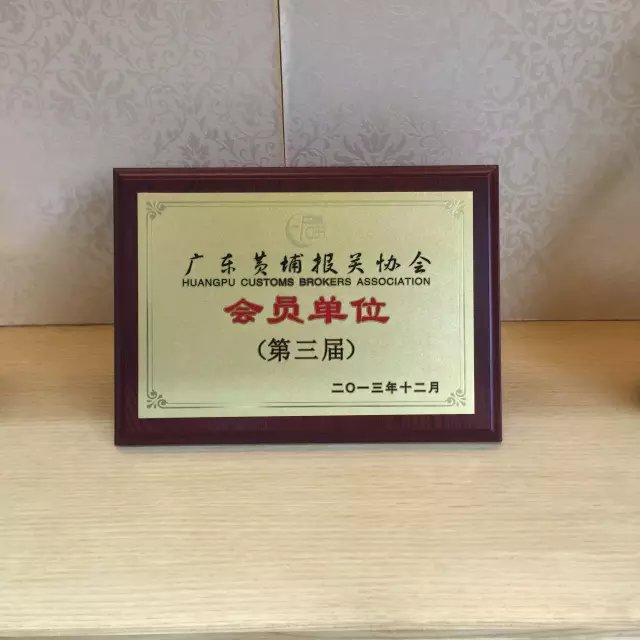 广东黄埔报关协会
HUANGPU CUSTOMS BROKERS ASSOCIATION
会员单位
（第三届）
二〇一三年十二月